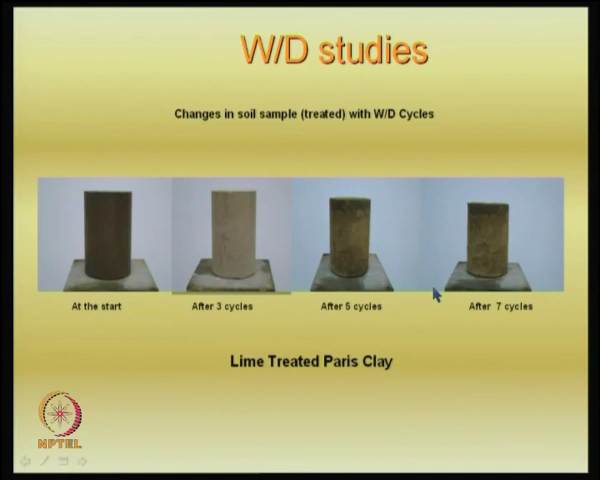 W/D studies
Changes in soil sample (treated) with W/D Cycles
At the start
After 3 cycles
After 5 cycles
After 7 cycles
Lime Treated Paris Clay
NPTEL